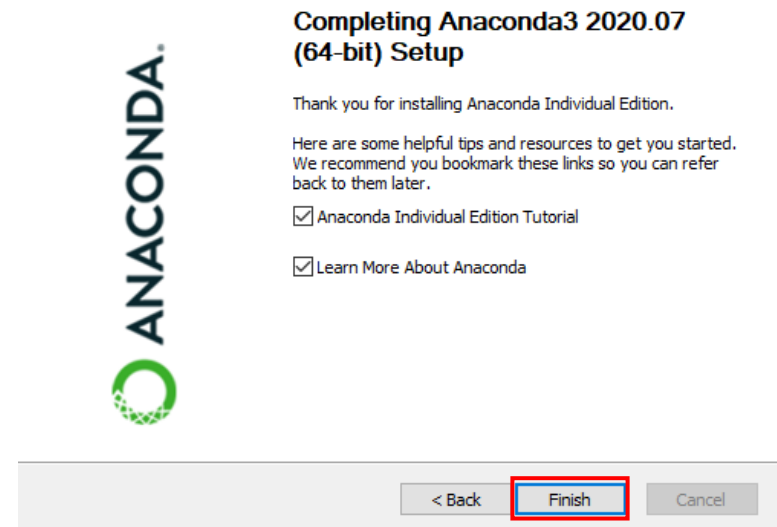 ANACONDA.
Completing Anaconda3 2020.07
(64-bit) Setup
Thank you for installing Anaconda Individual Edition.
Here are some helpful tips and resources to get you started.
We recommend you bookmark these links so you can refer
back to them later.
Anaconda Individual Edition Tutorial
Learn More About Anaconda
< Back Finish Cancel